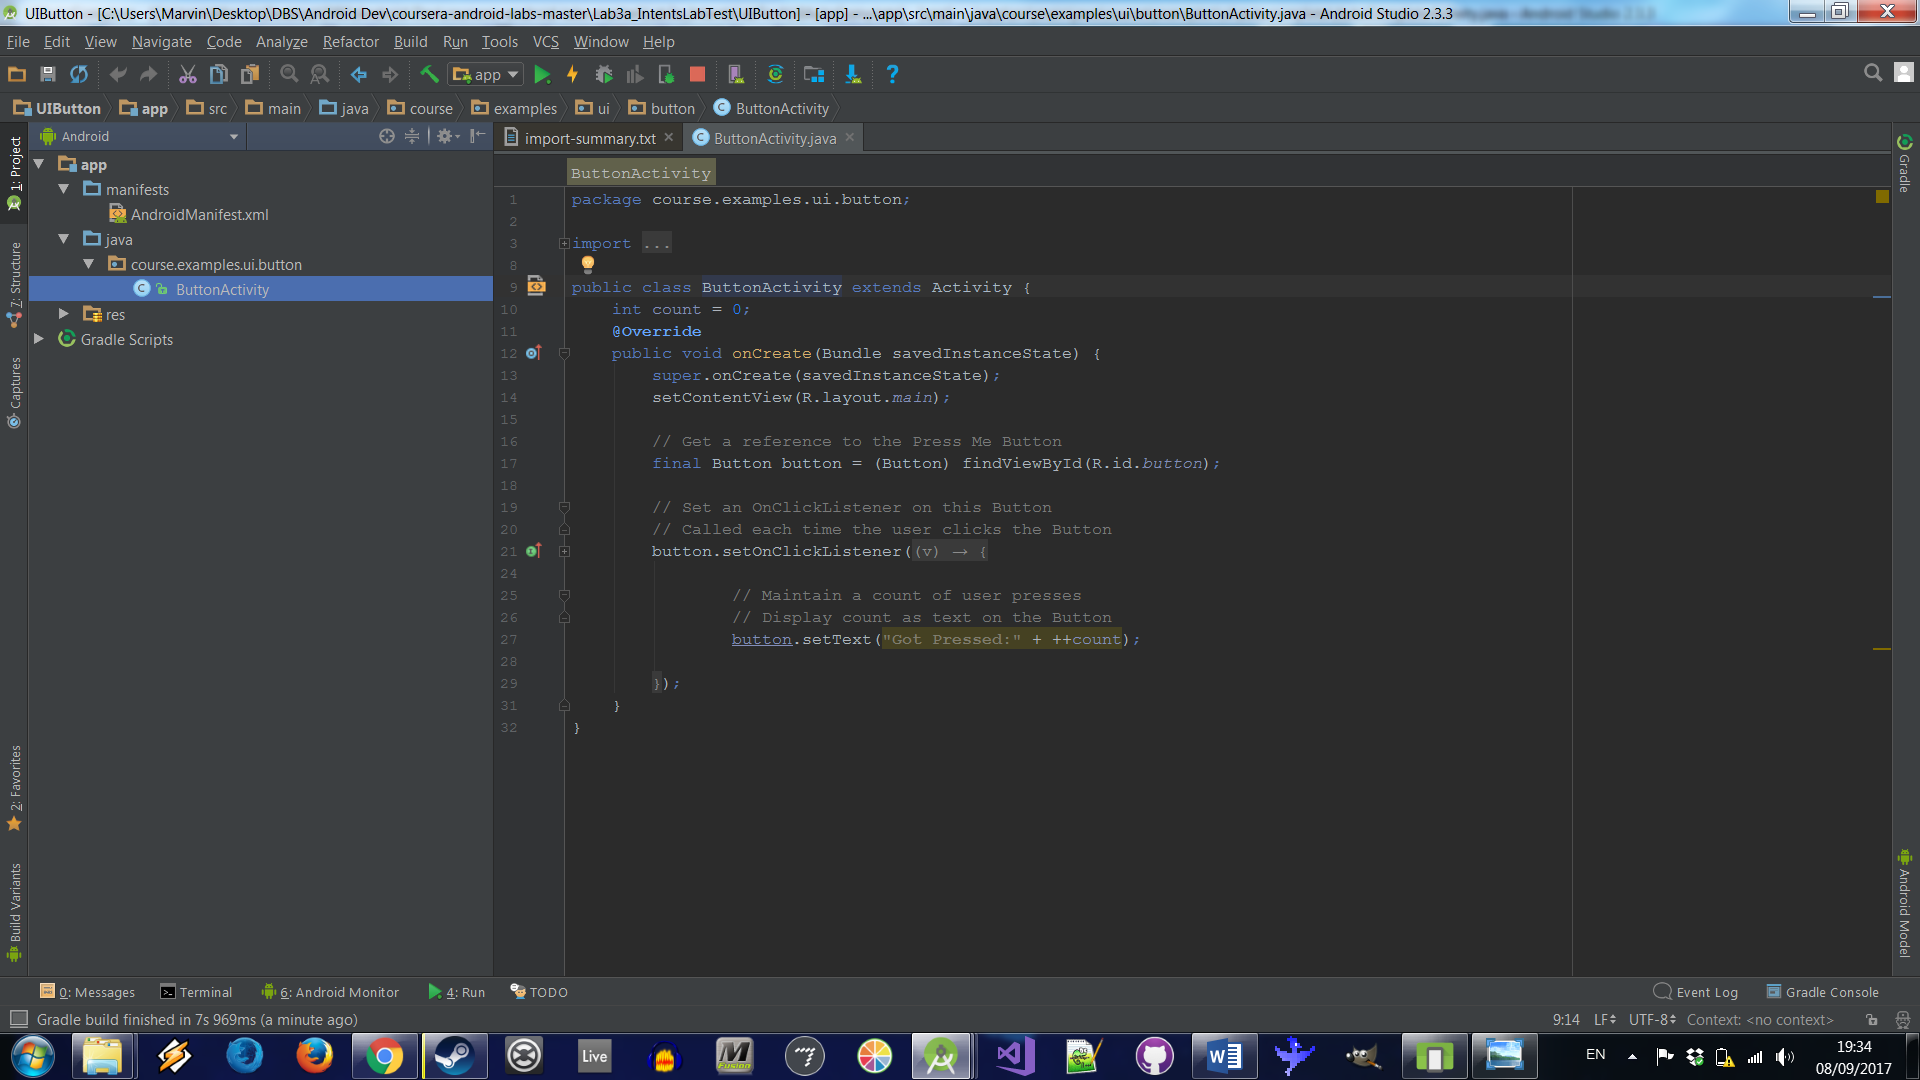 UIButton - [C:\Users\Marvin\Desktop\DBS\Android Dev\coursera-android-labs-master\Lab3a_IntentsLabTest\UIButton] - [app] - ...\app\src\main\java\course\examples\ui\button\ButtonActivity.java - Android Studio 2.3.3
File Edit View Navigate Code Analyze Refactor Build Run Tools VCS Window Help
app
UIButton app src main java course examples ui button ButtonActivity
Android
import-summary.txt ButtonActivity.java
1: Project
7: Structure
Captures
2: Favorites
Build Variants
app
manifests
AndroidManifest.xml
java
course.examples.ui.button
ButtonActivity
res
Gradle Scripts
ButtonActivity
1 package course.examples.ui.button;
2
3 import ...
8
9 public class ButtonActivity extends Activity {
10 int count = 0;
11 @Override
12 public void onCreate(Bundle savedInstanceState) {
13 super.onCreate(savedInstanceState);
14 setContentView(R.layout.main);
15
16 // Get a reference to the Press Me Button
17 final Button button = (Button) findViewById(R.id.button);
18
19 // Set an OnClickListener on this Button
20 // Called each time the user clicks the Button
21 button.setOnClickListener((v) → {
24
25 // Maintain a count of user presses
26 // Display count as text on the Button
27 button.setText("Got Pressed:" + ++count);
28
29 });
31 }
32 }
Gradle
Android Model
0: Messages Terminal 6: Android Monitor 4: Run TODO Event Log Gradle Console
Gradle build finished in 7s 969ms (a minute ago) 9:14 LF UTF-8 Context: <no context>
Live
M Fusion
EN
19:34
08/09/2017